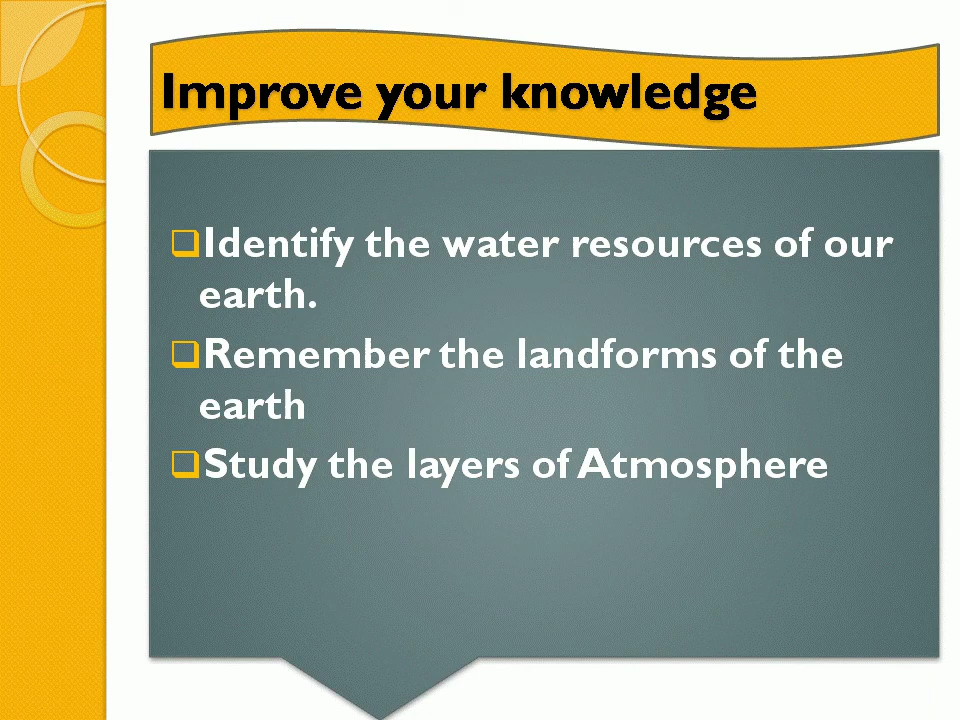 Improve your knowledge
❑Identify the water resources of our
earth.
❑Remember the landforms of the
earth
❑Study the layers of Atmosphere